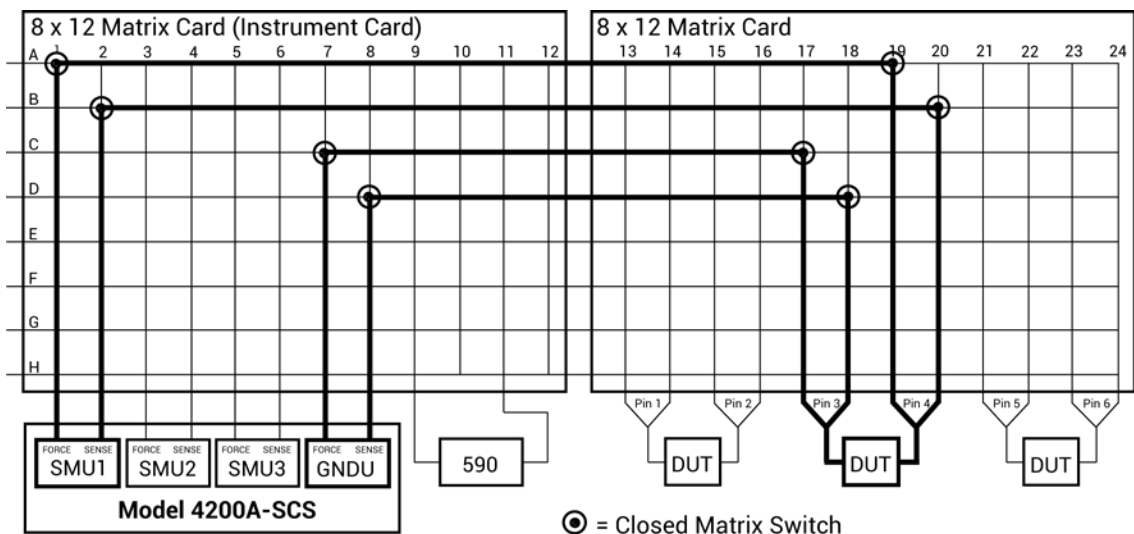 8 x 12 Matrix Card (Instrument Card)
8 x 12 Matrix Card
1 2 3 4 5 6 7 8 9 10 11 12
13 14 15 16 17 18 19 20 21 22 23 24
A
B
C
D
E
F
G
H
Pin 1 Pin 2 Pin 3 Pin 4 Pin 5 Pin 6
FORCE SENSE FORCE SENSE FORCE SENSE FORCE SENSE
SMU1 SMU2 SMU3 GNDU 590 DUT DUT DUT
Model 4200A-SCS
= Closed Matrix Switch